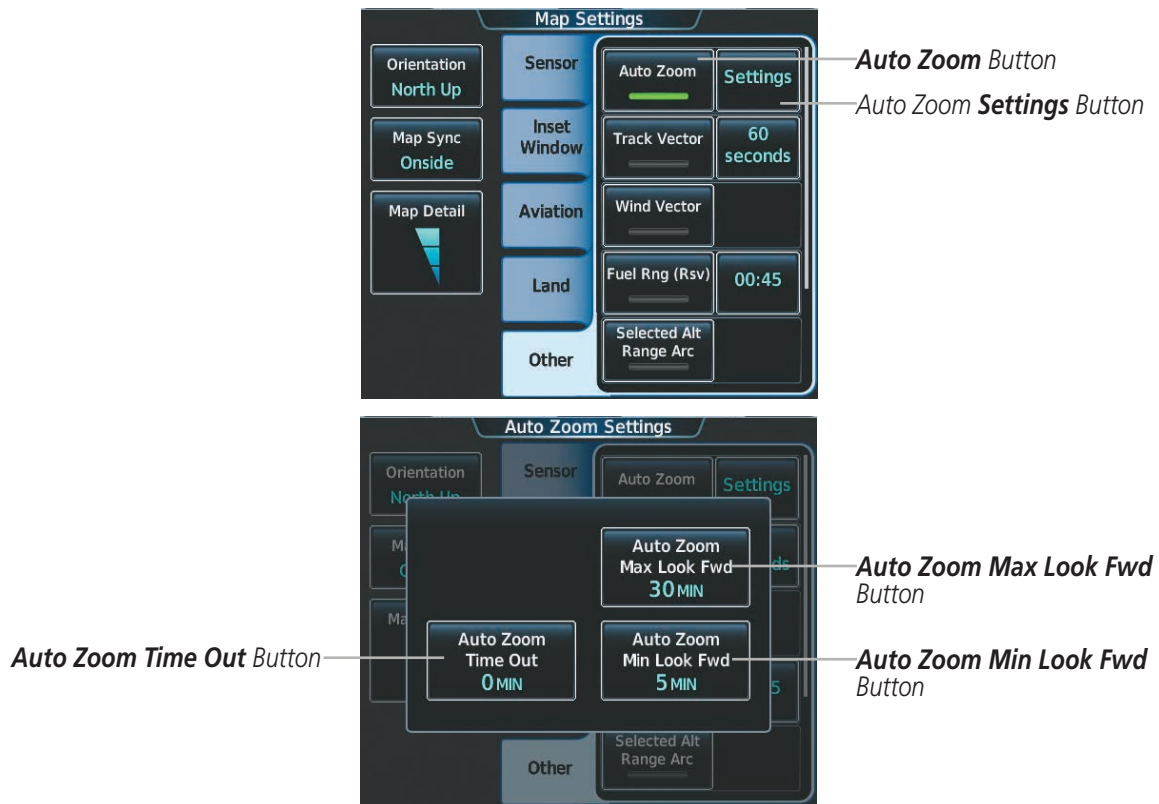 Map Settings
Orientation
North Up
Map Sync
Onside
Map Detail
Sensor
Inset
Window
Aviation
Land
Other
Auto Zoom
Settings
Track Vector
60
seconds
Wind Vector
Fuel Rng (Rsv)
00:45
Selected Alt
Range Arc
Auto Zoom Button
Auto Zoom Settings Button
Auto Zoom Settings
Orientation
North Up
Sensor
Auto Zoom
Settings
Auto Zoom
Max Look Fwd
30 MIN
Auto Zoom
Time Out
0 MIN
Auto Zoom
Min Look Fwd
5 MIN
Selected Alt
Range Arc
Other
Auto Zoom Max Look Fwd
Button
Auto Zoom Time Out Button
Auto Zoom Min Look Fwd
Button